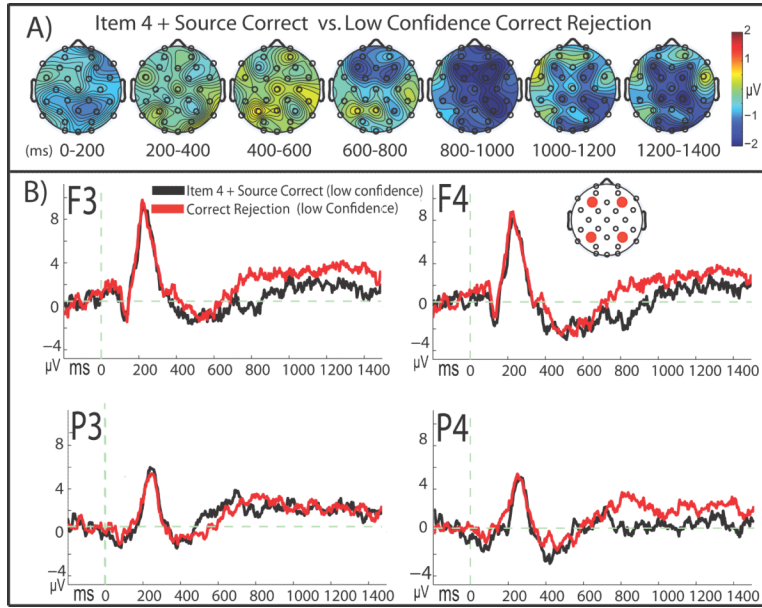 A) Item 4 + Source Correct vs. Low Confidence Correct Rejection
2
1
µV
−1
−2
(ms) 0-200 200-400 400-600 600-800 800-1000 1000-1200 1200-1400
B) F3
Item 4 + Source Correct (low confidence)
Correct Rejection (low Confidence)
8
4
0
−4
µV ms 0 200 400 600 800 1000 1200 1400
F4
8
4
0
−4
µV ms 0 200 400 600 800 1000 1200 1400
P3
8
4
0
−4
µV
ms 0 200 400 600 800 1000 1200 1400
P4
8
4
0
−4
µV
ms 0 200 400 600 800 1000 1200 1400